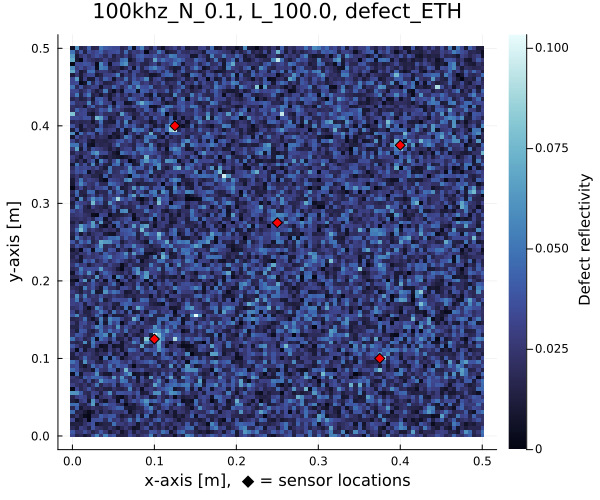 100khz_N_0.1, L_100.0, defect_ETH
0.5
0.4
0.3
0.2
0.1
0.0
y-axis [m]
0.0 0.1 0.2 0.3 0.4 0.5
x-axis [m], ◆ = sensor locations
0.100
0.075
0.050
0.025
0
Defect reflectivity